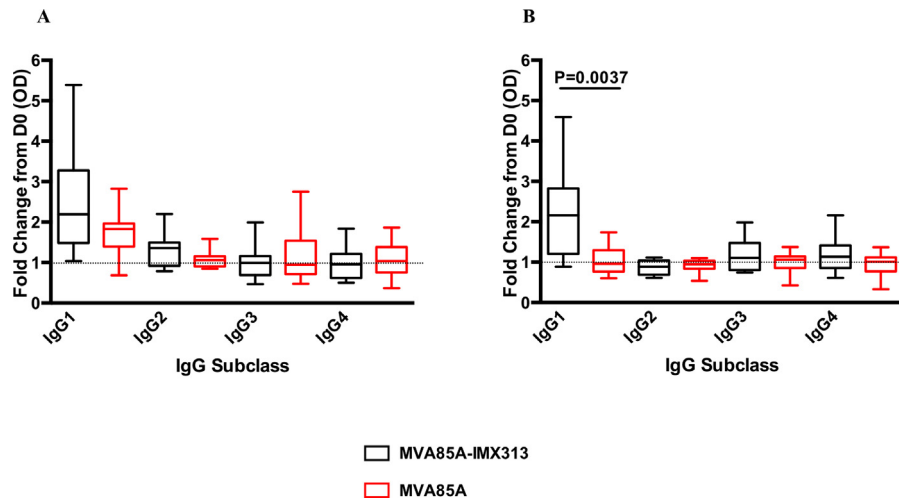 A
Fold Change from D0 (OD)
6
5
4
3
2
1
0
IgG1
IgG2
IgG3
IgG4
IgG Subclass
B
Fold Change from D0 (OD)
6
5
4
3
2
1
0
P=0.0037
IgG1
IgG2
IgG3
IgG4
IgG Subclass
MVA85A-IMX313
MVA85A